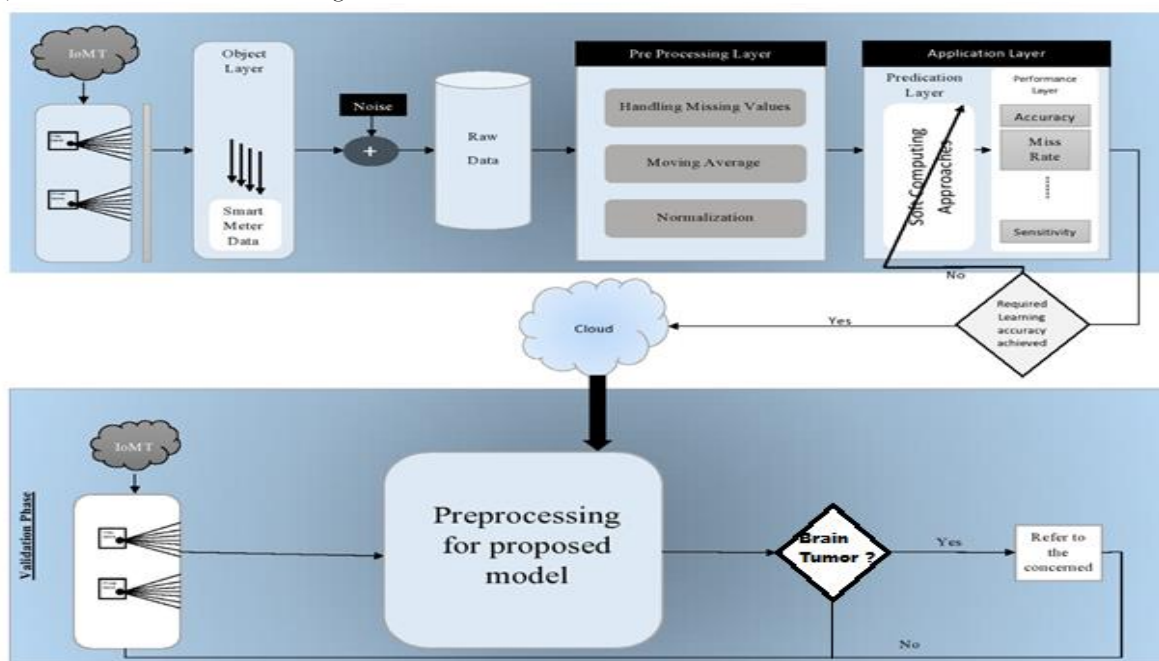 IoMT
Object
Layer
Smart
Meter
Data
Noise
+
Raw
Data
Pre Processing Layer
Handling Missing Values
Moving Average
Normalization
Application Layer
Predication
Layer
Soft Computing
Approaches
Performance
Layer
Accuracy
Miss
Rate
Sensitivity
No
Required
Learning
accuracy
achieved
Yes
Cloud
Validation Phase
IoMT
Preprocessing
for proposed
model
Brain
Tumor ?
Yes
Refer to
the
concerned
No